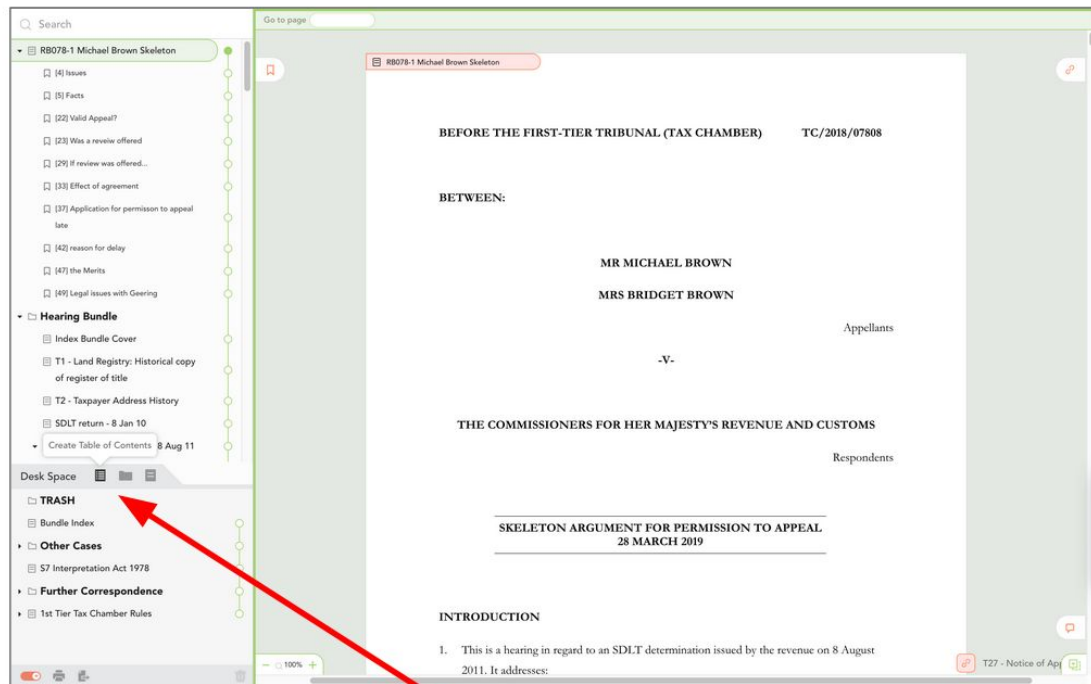 Search
RB078-1 Michael Brown Skeleton
[4] Issues
[5] Facts
[22] Valid Appeal?
[23] Was a reveiw offered
[29] If review was offered...
[33] Effect of agreement
[37] Application for permisson to appeal
late
[42] reason for delay
[47] the Merits
[49] Legal issues with Geering
Hearing Bundle
Index Bundle Cover
T1 - Land Registry: Historical copy
of register of title
T2 - Taxpayer Address History
SDLT return - 8 Jan 10
Create Table of Contents 8 Aug 11
Desk Space
TRASH
Bundle Index
Other Cases
S7 Interpretation Act 1978
Further Correspondence
1st Tier Tax Chamber Rules
Go to page
RB078-1 Michael Brown Skeleton
BEFORE THE FIRST-TIER TRIBUNAL (TAX CHAMBER) TC/2018/07808
BETWEEN:
MR MICHAEL BROWN
MRS BRIDGET BROWN
Appellants
-V-
THE COMMISSIONERS FOR HER MAJESTY'S REVENUE AND CUSTOMS
Respondents
SKELETON ARGUMENT FOR PERMISSION TO APPEAL
28 MARCH 2019
INTRODUCTION
1. This is a hearing in regard to an SDLT determination issued by the revenue on 8 August
2011. It addresses:
100%
T27 - Notice of App